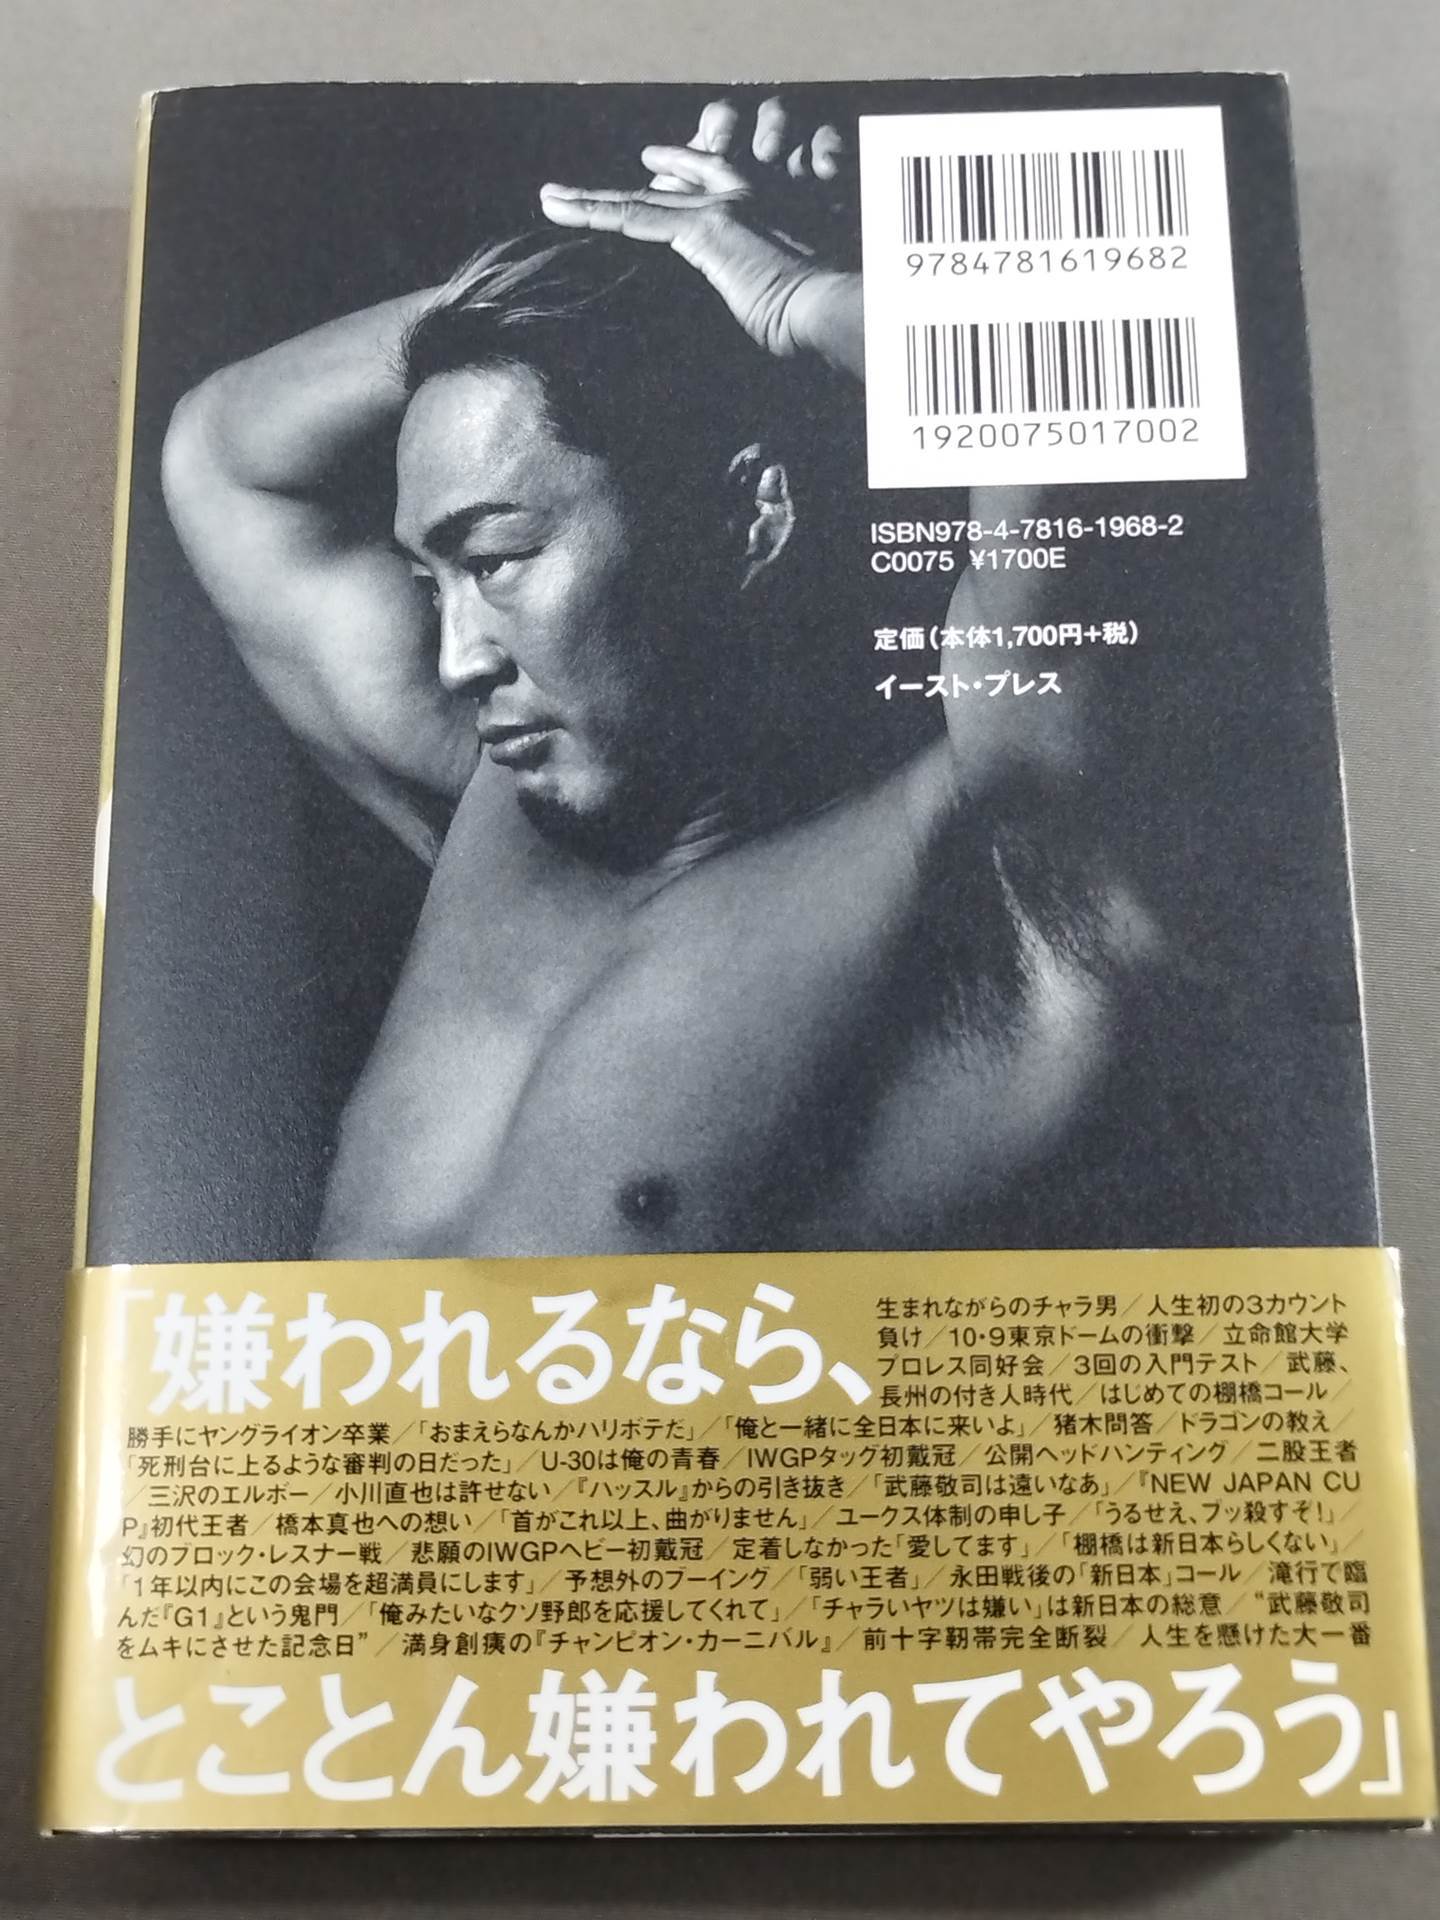 9784781619682
1920075017002
ISBN978-4-7816-1968-2
C0075 ¥1700E
定価（本体1,700円+税）
イースト・プレス
「嫌われるなら、
生まれながらのチャラ男／人生初の3カウント
負け／10・9東京ドームの衝撃／立命館大学
プロレス同好会／3回の入門テスト／武藤、
長州の付き人時代／はじめての棚橋コール／
勝手にヤングライオン卒業／「おまえらなんかハリボテだ」／「俺と一緒に全日本に来いよ」／猪木問答／ドラゴンの教え／
「死刑台に上るような審判の日だった」／U-30は俺の青春／IWGPタッグ初戴冠／公開ヘッドハンティング／二股王者
／三沢のエルボー／小川直也は許せない／『ハッスル』からの引き抜き／「武藤敬司は遠いなあ」／『NEW JAPAN CU
P』初代王者／橋本真也への想い／「首がこれ以上、曲がりません」／ユークス体制の申し子／「うるせえ、ブッ殺すぞ！」／
幻のブロック・レスナー戦／悲願のIWGPヘビー初戴冠／定着しなかった「愛してます」／「棚橋は新日本らしくない」／
「1年以内にこの会場を超満員にします」／予想外のブーイング／「弱い王者」／永田戦後の「新日本」コール／滝行で臨
んだ『G1』という鬼門／「俺みたいなクソ野郎を応援してくれて」／「チャラいヤツは嫌い」は新日本の総意／“武藤敬司
をムキにさせた記念日”／満身創痍の『チャンピオン・カーニバル』／前十字靭帯完全断裂／人生を懸けた大一番
とことん嫌われてやろう」